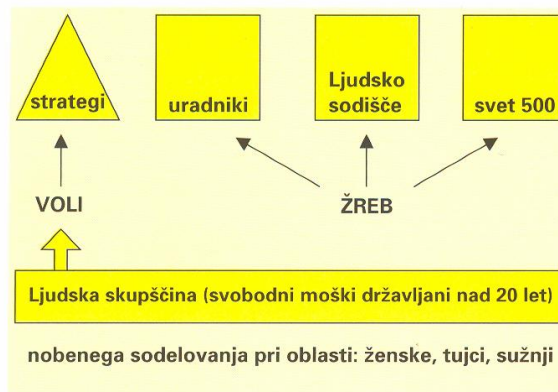 strategi
uradniki
Ljudsko
sodišče
svet 500
VOLI
ŽREB
Ljudska skupščina (svobodni moški državljani nad 20 let)
nobenega sodelovanja pri oblasti: ženske, tujci, sužnji